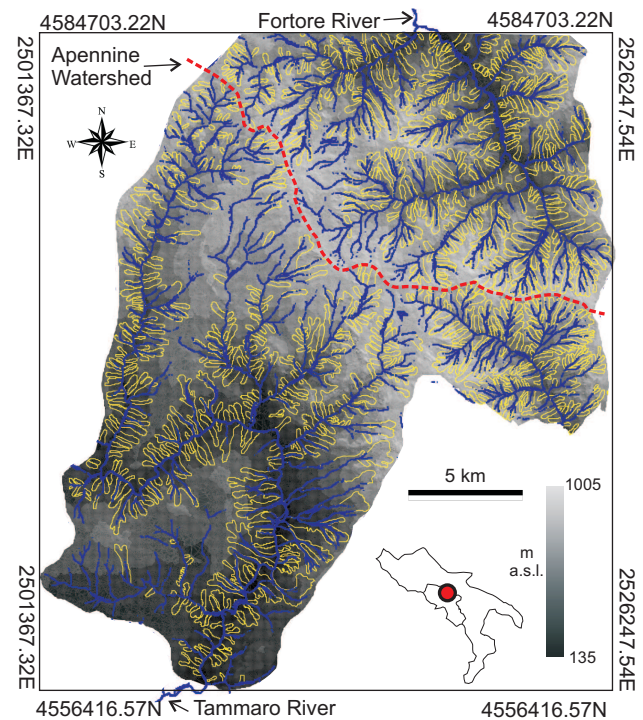 Fortore River
4584703.22N
4584703.22N
Apennine
Watershed
2501367.32E
2526247.54E
N
W
E
S
5 km
1005
m
a.s.l.
135
2501367.32E
2526247.54E
4556416.57N
Tammaro River
4556416.57N